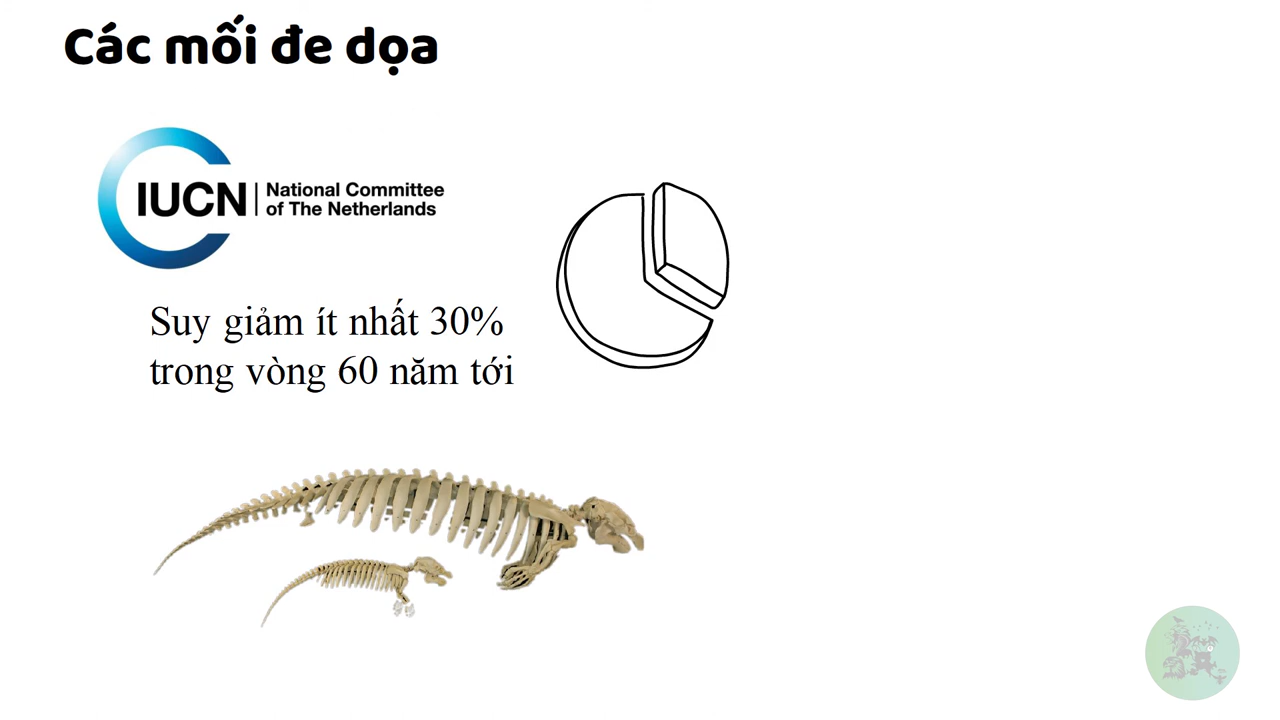 Các mối đe dọa
IUCN
National Committee
of The Netherlands
Suy giảm ít nhất 30%
trong vòng 60 năm tới